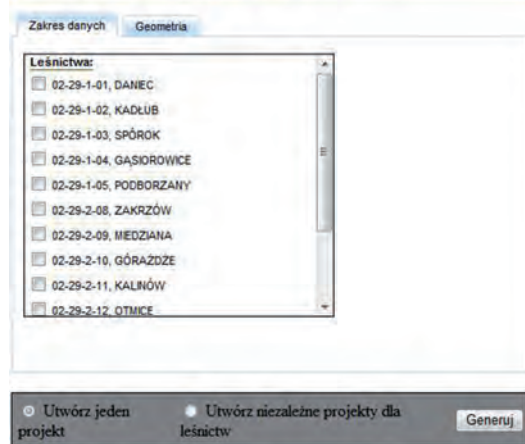 Zakres danych
Geometria
Leśnictwa:
02-29-1-01, DANIEC
02-29-1-02, KADŁUB
02-29-1-03, SPÓROK
02-29-1-04, GĄSIOROWICE
02-29-1-05, PODBORZANY
02-29-2-08, ZAKRZÓW
02-29-2-09, MIEDZIANA
02-29-2-10, GÓRAŻDŻE
02-29-2-11, KALINÓW
02-29-2-12, OTMICE
Utwórz jeden
projekt
Utwórz niezależne projekty dla
leśnictw
Generuj